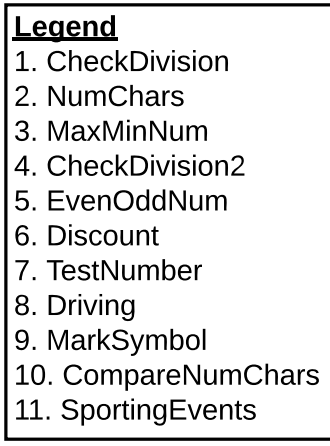 Legend
1. CheckDivision
2. NumChars
3. MaxMinNum
4. CheckDivision2
5. EvenOddNum
6. Discount
7. TestNumber
8. Driving
9. MarkSymbol
10. CompareNumChars
11. SportingEvents